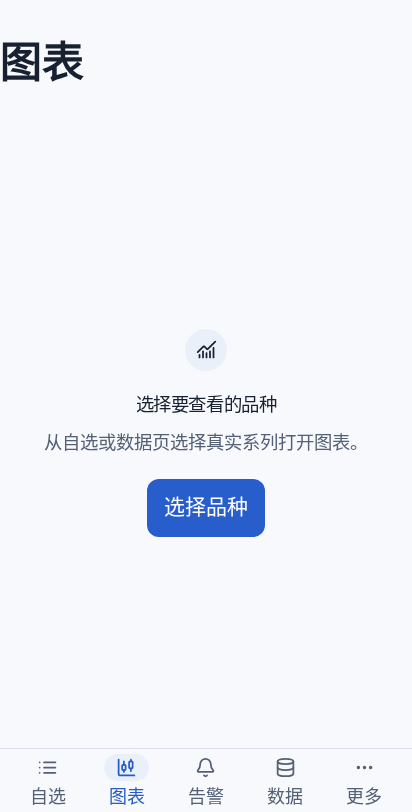 图表
选择要查看的品种
从自选或数据页选择真实系列打开图表。
选择品种
自选 图表 告警 数据 更多